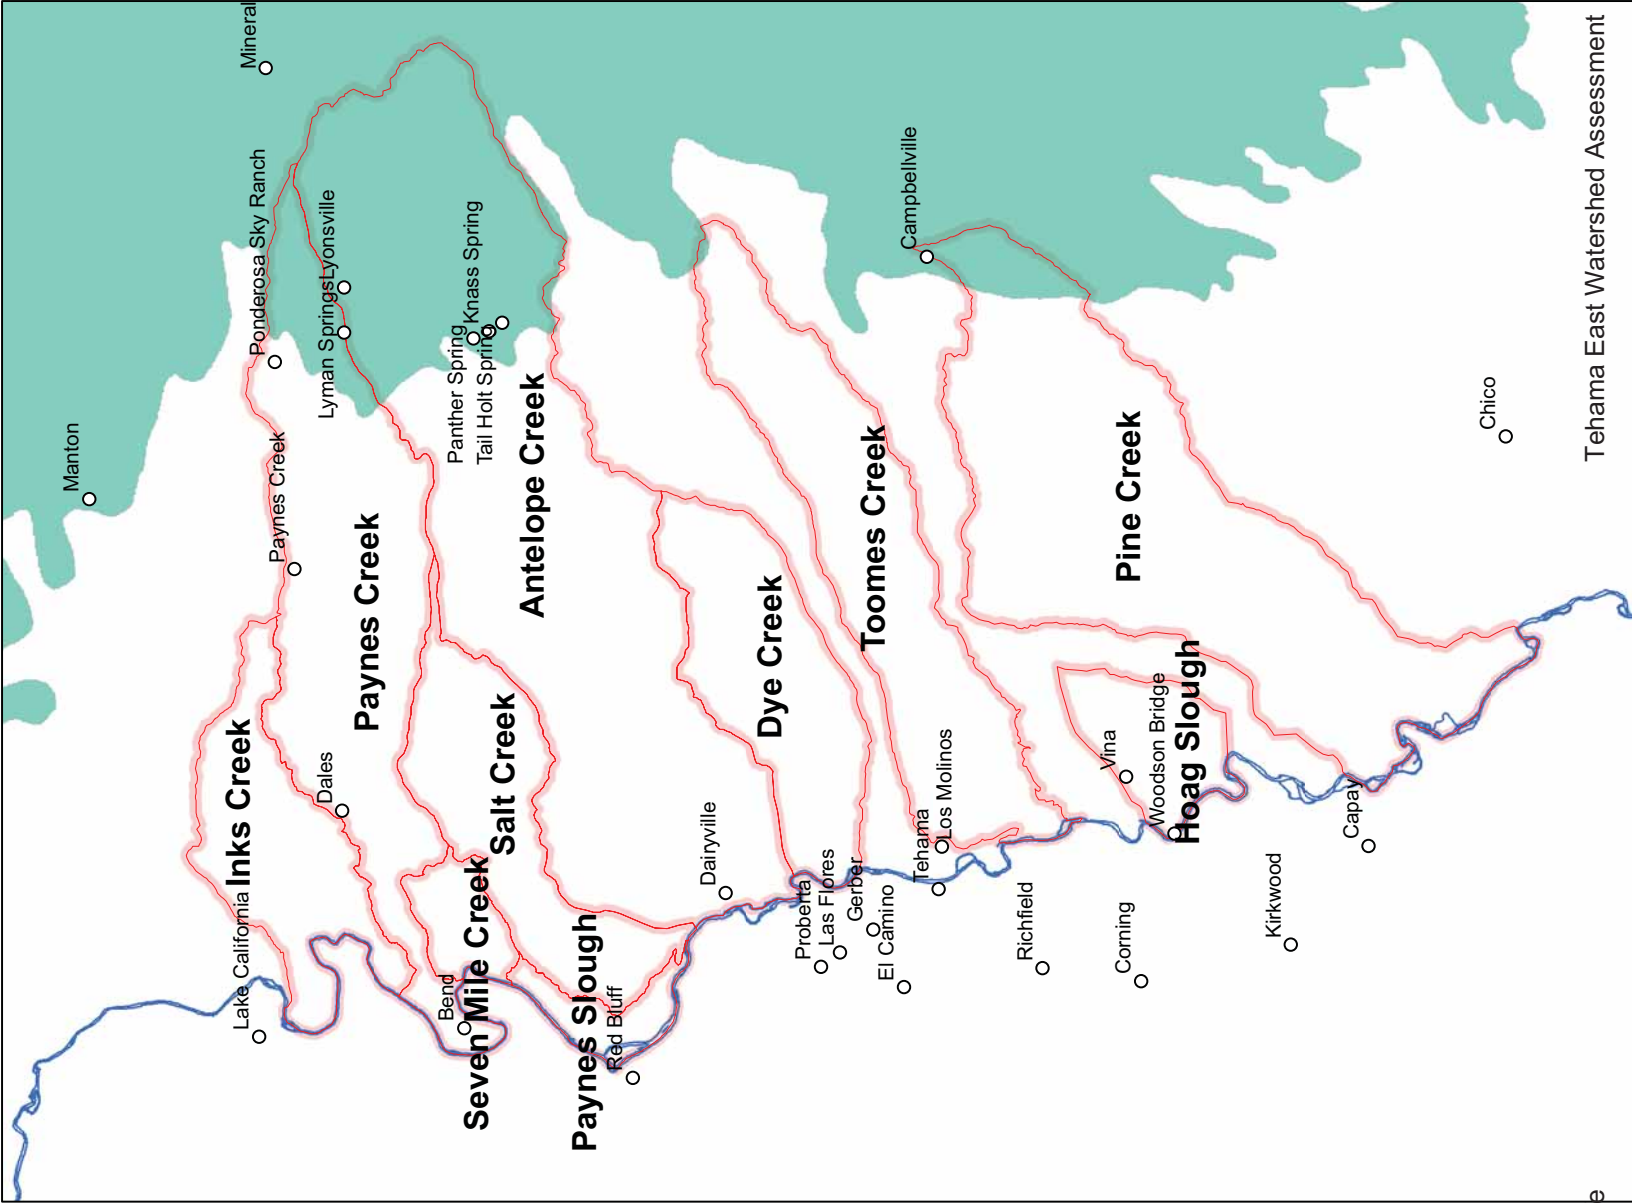 Mineral
Ponderosa Sky Ranch
Lyonsville
Lyman Springs
Knass Spring
Panther Spring
Tail Holt Spring
Campbellville
Manton
Paynes Creek
Chico
Paynes Creek
Antelope Creek
Toomes Creek
Pine Creek
Dye Creek
Inks Creek
Salt Creek
Hoag Slough
Seven Mile Creek
Paynes Slough
Dales
Dairyville
Los Molinos
Vina
Woodson Bridge
Tehama
Capay
Lake California
Bend
Red Bluff
Proberta
Las Flores
Gerber
El Camino
Richfield
Corning
Kirkwood
Tehama East Watershed Assessment
e